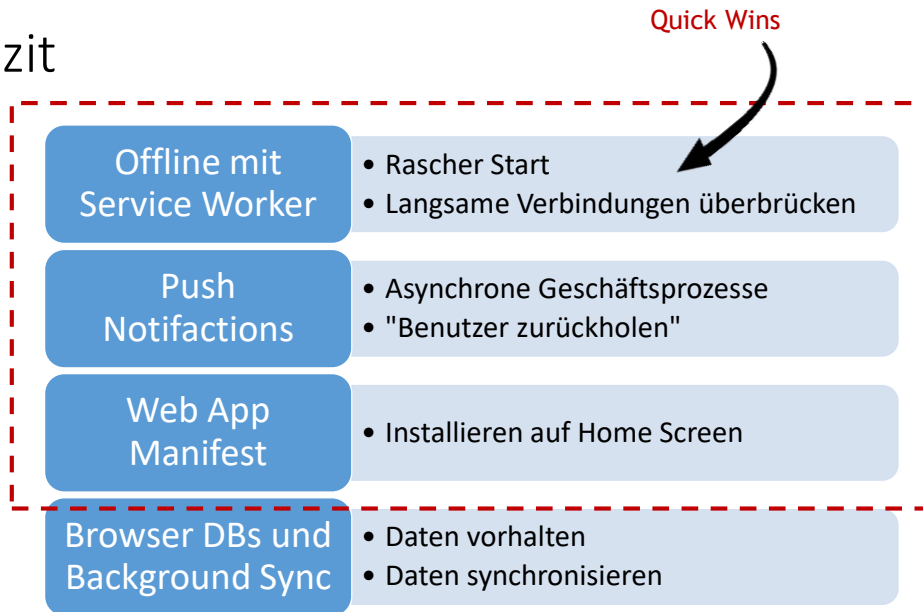 Quick Wins
zit
Offline mit
Service Worker
• Rascher Start
• Langsame Verbindungen überbrücken
Push
Notifactions
• Asynchrone Geschäftsprozesse
• "Benutzer zurückholen"
Web App
Manifest
• Installieren auf Home Screen
Browser DBs und
Background Sync
• Daten vorhalten
• Daten synchronisieren